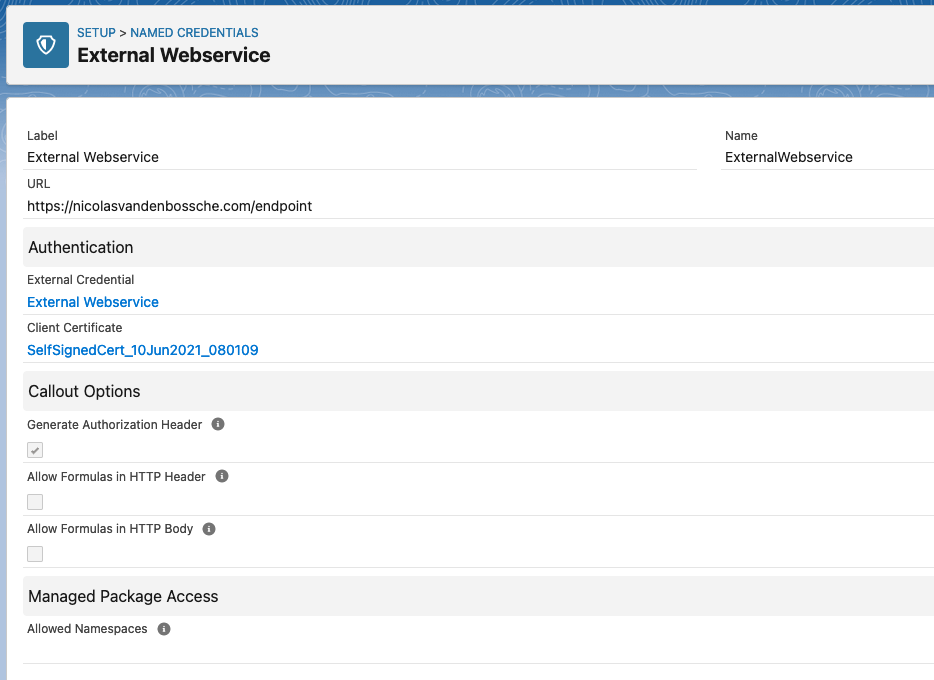 SETUP > NAMED CREDENTIALS
External Webservice
Label
External Webservice
Name
ExternalWebservice
URL
https://nicolasvandenbossche.com/endpoint
Authentication
External Credential
External Webservice
Client Certificate
SelfSignedCert_10Jun2021_080109
Callout Options
Generate Authorization Header
Allow Formulas in HTTP Header
Allow Formulas in HTTP Body
Managed Package Access
Allowed Namespaces